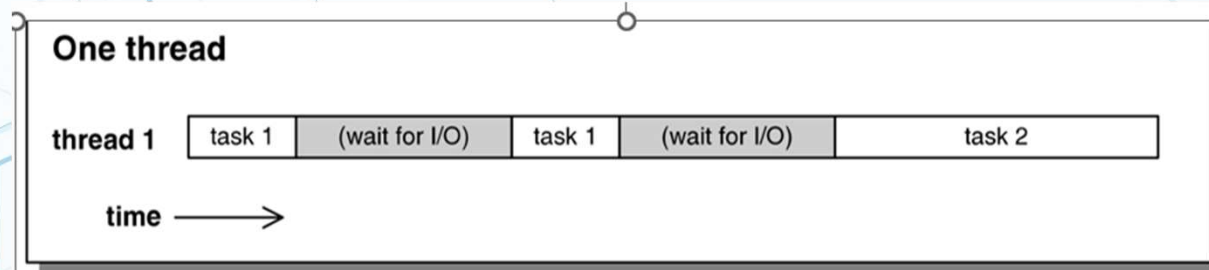 One thread
thread 1 task 1 (wait for I/O) task 1 (wait for I/O) task 2
time